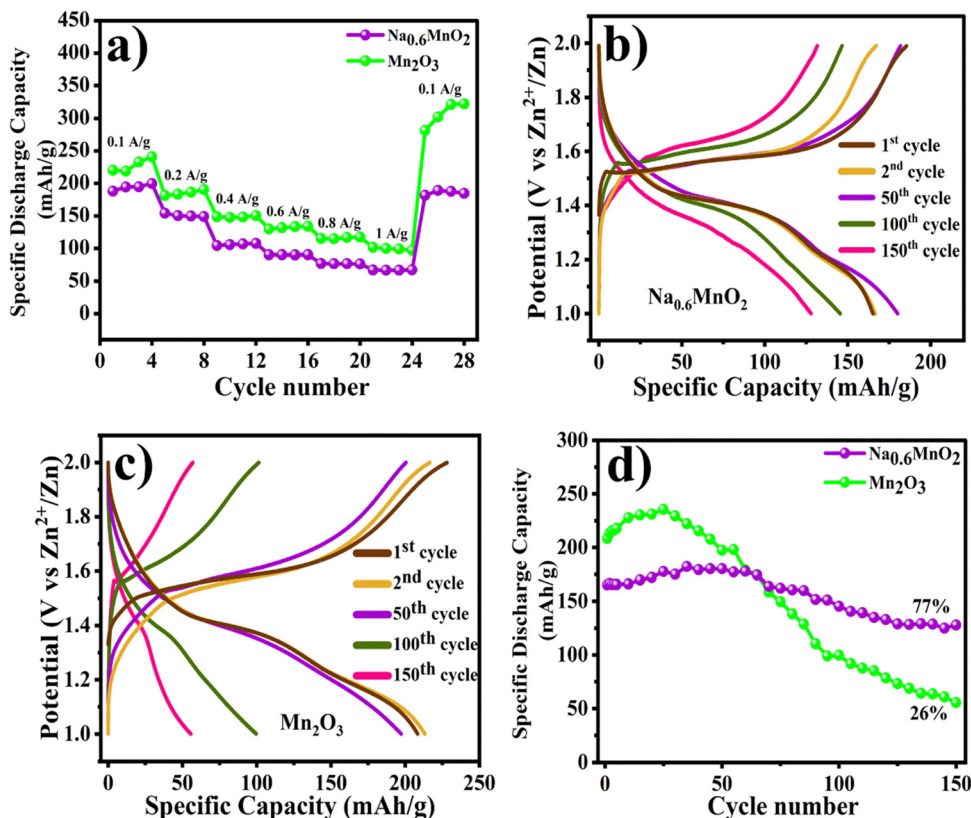 a)
Na0.6MnO2
Mn2O3
0.1 A/g
0.2 A/g
0.4 A/g
0.6 A/g
0.8 A/g
1 A/g
0.1 A/g
450
400
350
300
250
200
150
100
50
0
0 4 8 12 16 20 24 28
Cycle number
Specific Discharge Capacity
(mAh/g)
b)
1st cycle
2nd cycle
50th cycle
100th cycle
150th cycle
Na0.6MnO2
2.0
1.8
1.6
1.4
1.2
1.0
0 50 100 150 200
Specific Capacity (mAh/g)
Potential (V vs Zn2+/Zn)
c)
1st cycle
2nd cycle
50th cycle
100th cycle
150th cycle
Mn2O3
2.0
1.8
1.6
1.4
1.2
1.0
0 50 100 150 200 250
Specific Capacity (mAh/g)
Potential (V vs Zn2+/Zn)
d)
Na0.6MnO2
Mn2O3
77%
26%
300
250
200
150
100
50
0
0 50 100 150
Cycle number
Specific Discharge Capacity
(mAh/g)